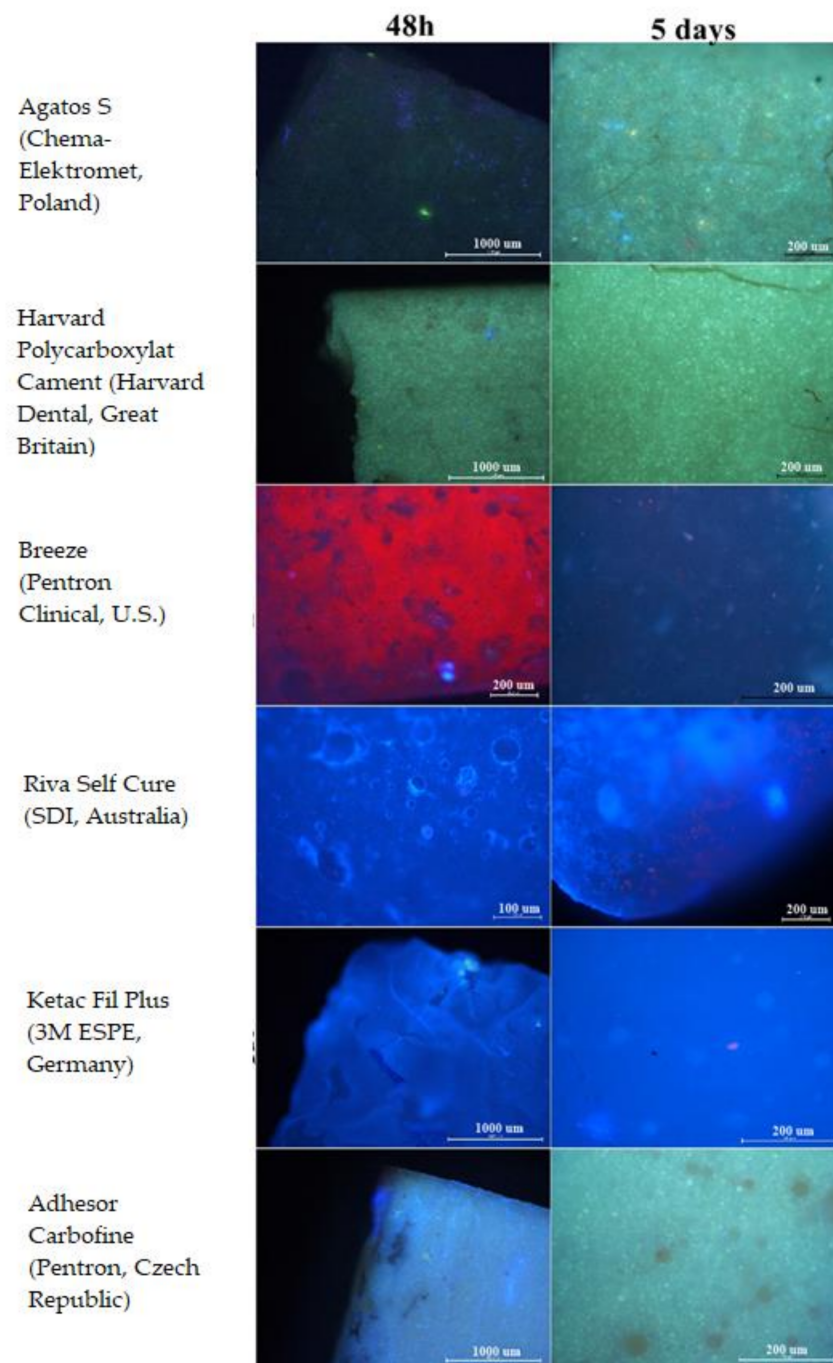 48h 5 days
Agatos S
(Chema-
Elektromet,
Poland)
1000 um
200 um
Harvard
Polycarboxylat
Cament (Harvard
Dental, Great
Britain)
1000 um
200 um
Breeze
(Pentron
Clinical, U.S.)
200 um
200 um
Riva Self Cure
(SDI, Australia)
100 um
200 um
Ketac Fil Plus
(3M ESPE,
Germany)
1000 um
200 um
Adhesor
Carbofine
(Pentron, Czech
Republic)
1000 um
200 um